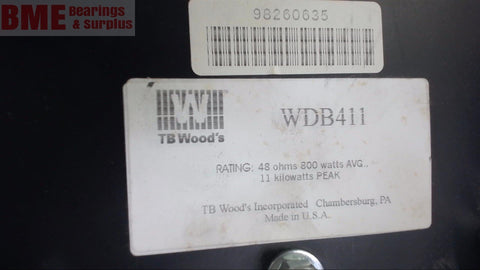 BME Bearings
& Surplus
98260635
W
TB Wood's
WDB411
RATING: 48 ohms 800 watts AVG..
11 kilowatts PEAK
TB Wood's Incorporated Chambersburg, PA
Made in U.S.A.